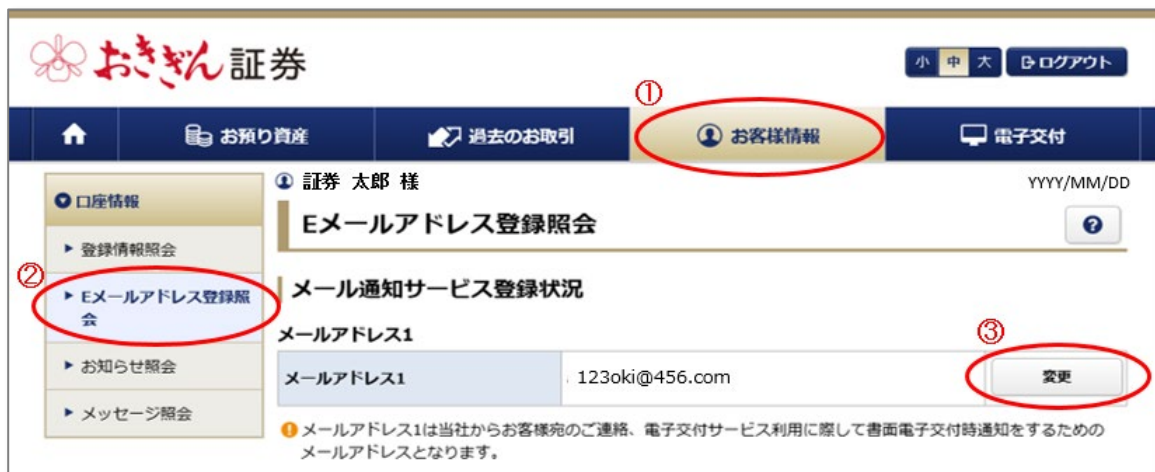 おきぎん証券
小 中 大 ログアウト
①
お預り資産 過去のお取引 お客様情報 電子交付
証券 太郎 様 YYYY/MM/DD
口座情報
Eメールアドレス登録照会 ?
登録情報照会
②
Eメールアドレス登録照
会
お知らせ照会
メッセージ照会
メール通知サービス登録状況
メールアドレス1
③
メールアドレス1 123oki@456.com 変更
メールアドレス1は当社からお客様宛のご連絡、電子交付サービス利用に際して書面電子交付時通知をするための
メールアドレスとなります。